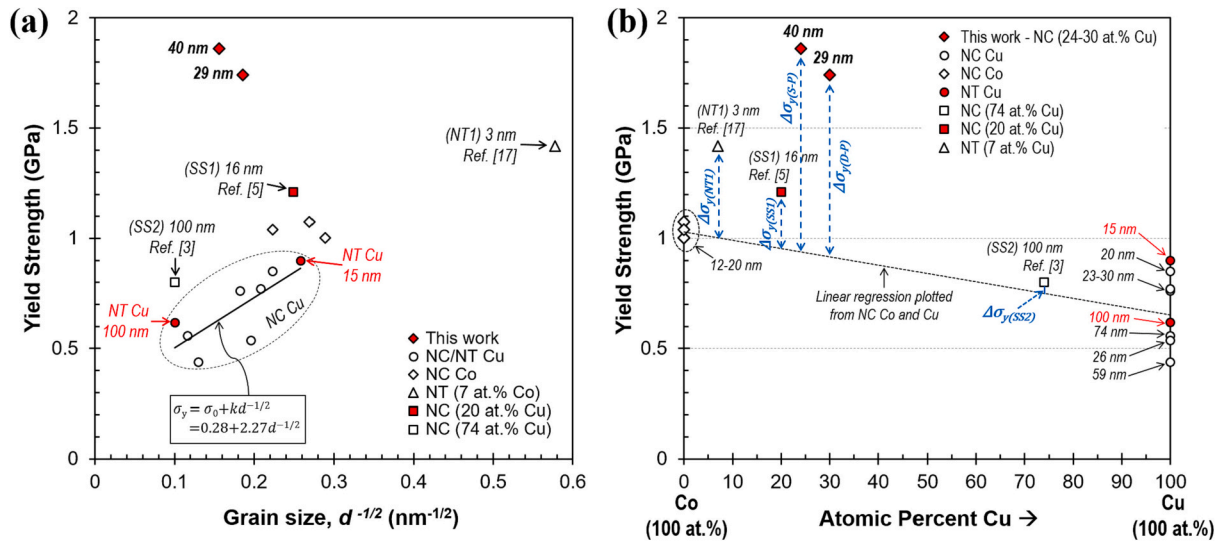 (a)
2
1.5
1
0.5
0
Yield Strength (GPa)
0
0.1
0.2
0.3
0.4
0.5
0.6
Grain size, d -1/2 (nm-1/2)
40 nm
29 nm
(NT1) 3 nm
Ref. [17]
(SS1) 16 nm
Ref. [5]
(SS2) 100 nm
Ref. [3]
NT Cu
15 nm
NT Cu
100 nm
NC Cu
σy = σ0+kd−1/2
=0.28+2.27d−1/2
This work
NC/NT Cu
NC Co
NT (7 at.% Co)
NC (20 at.% Cu)
NC (74 at.% Cu)
(b)
2
1.5
1
0.5
0
Yield Strength (GPa)
0
10
20
30
40
50
60
70
80
90
100
Co
(100 at.%)
Atomic Percent Cu →
Cu
(100 at.%)
40 nm
29 nm
(NT1) 3 nm
Ref. [17]
(SS1) 16 nm
Ref. [5]
Δσy(NT1)
Δσy(SS1)
Δσy(S-P)
Δσy(D-P)
12-20 nm
Linear regression plotted
from NC Co and Cu
(SS2) 100 nm
Ref. [3]
Δσy(SS2)
15 nm
20 nm
23-30 nm
100 nm
74 nm
26 nm
59 nm
This work - NC (24-30 at.% Cu)
NC Cu
NC Co
NT Cu
NC (74 at.% Cu)
NC (20 at.% Cu)
NT (7 at.% Cu)